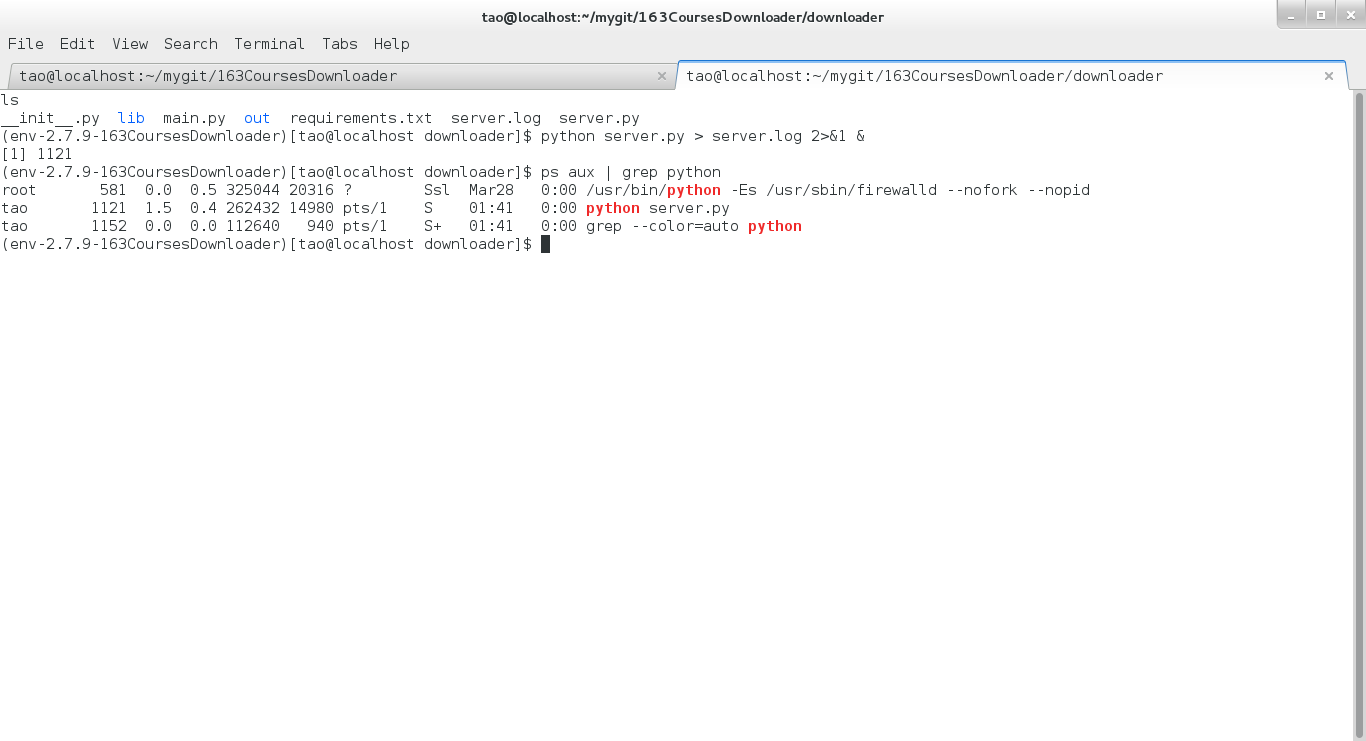 tao@localhost:~/mygit/163CoursesDownloader/downloader
File Edit View Search Terminal Tabs Help
tao@localhost:~/mygit/163CoursesDownloader
tao@localhost:~/mygit/163CoursesDownloader/downloader
ls
__init__.py  lib  main.py  out  requirements.txt  server.log  server.py
(env-2.7.9-163CoursesDownloader)[tao@localhost downloader]$ python server.py > server.log 2>&1 &
[1] 1121
(env-2.7.9-163CoursesDownloader)[tao@localhost downloader]$ ps aux | grep python
root       581  0.0  0.5 325044 20316 ?        Ssl  Mar28   0:00 /usr/bin/python -Es /usr/sbin/firewalld --nofork --nopid
tao       1121  1.5  0.4 262432 14980 pts/1    S    01:41   0:00 python server.py
tao       1152  0.0  0.0 112640   940 pts/1    S+   01:41   0:00 grep --color=auto python
(env-2.7.9-163CoursesDownloader)[tao@localhost downloader]$